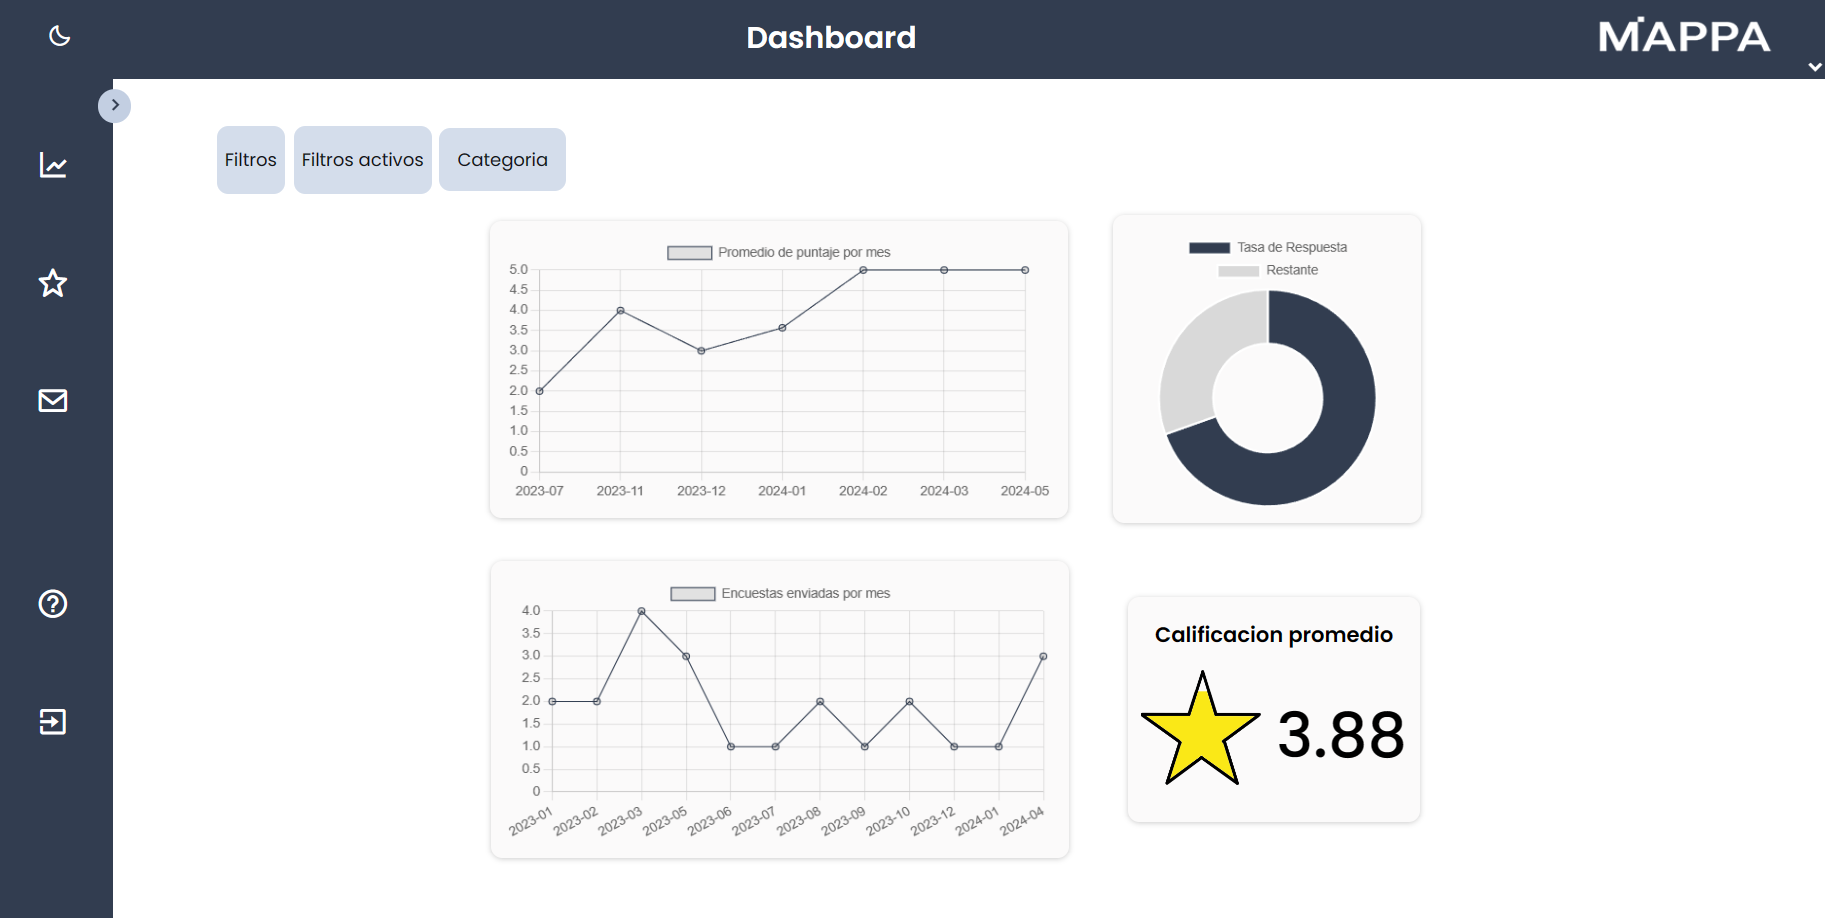 Dashboard
MAPPA
Filtros
Filtros activos
Categoria
Promedio de puntaje por mes
5.0
4.5
4.0
3.5
3.0
2.5
2.0
1.5
1.0
0.5
0
2023-07 2023-11 2023-12 2024-01 2024-02 2024-03 2024-05
Tasa de Respuesta
Restante
Encuestas enviadas por mes
4.0
3.5
3.0
2.5
2.0
1.5
1.0
0.5
0
2023-01 2023-02 2023-03 2023-05 2023-06 2023-07 2023-08 2023-09 2023-10 2023-12 2024-01 2024-04
Calificacion promedio
3.88